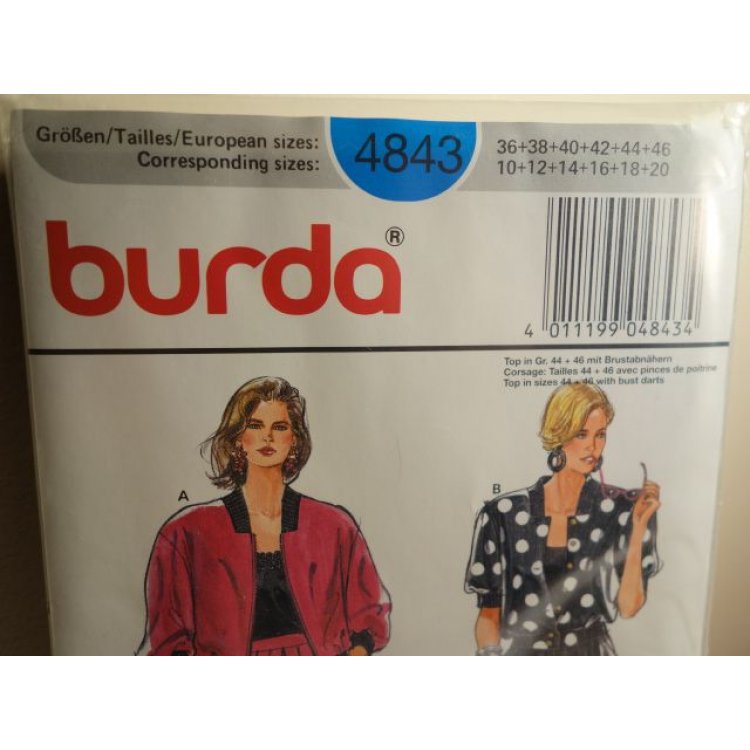 Größen/Tailles/European sizes:
Corresponding sizes:
4843
36+38+40+42+44+46
10+12+14+16+18+20
burda®
4 011199 048434
Top in Gr. 44 + 46 mit Brustabnähern
Corsage: Tailles 44 + 46 avec pinces de poitrine
Top in sizes 44 + 46 with bust darts
A
B